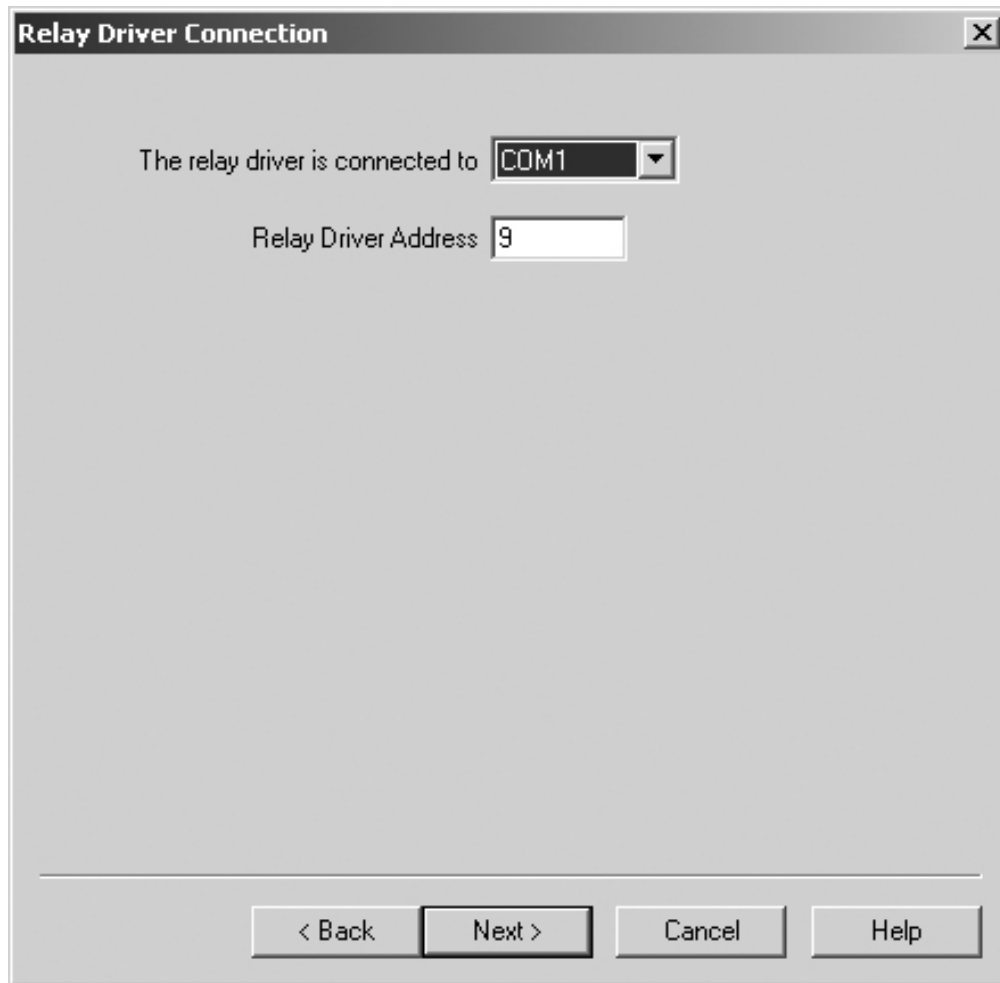 Relay Driver Connection
The relay driver is connected to COM1
Relay Driver Address 9
< Back Next > Cancel Help